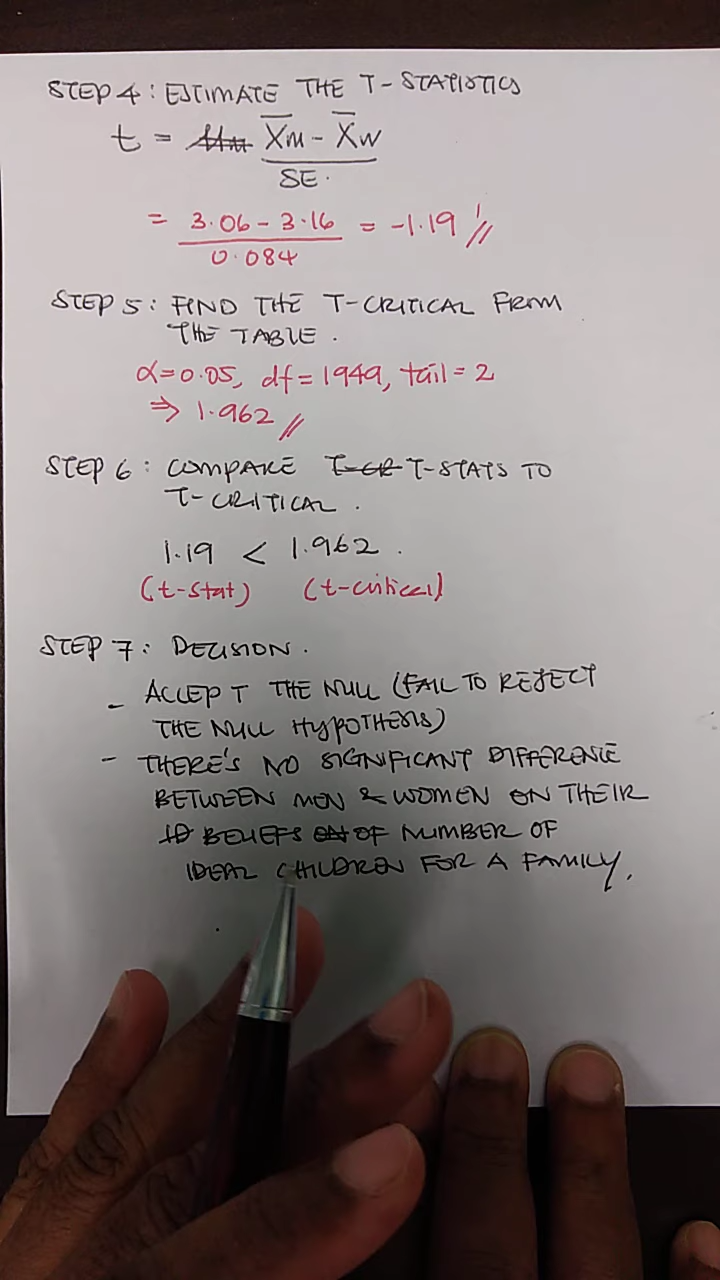 STEP 4: ESTIMATE THE T-STATISTICS
t = X̄m - X̄w
SE.
= 3.06 - 3.16 = -1.19 //
0.084
STEP 5: FIND THE T-CRITICAL FROM
THE TABLE.
α=0.05, df=1949, tail=2
⇒ 1.962 //
STEP 6: COMPARE T-CR T-STATS TO
T-CRITICAL.
1.19 < 1.962.
(t-stat) (t-critical)
STEP 7: DECISION.
- ACCEPT THE NULL (FAIL TO REJECT
THE NULL HYPOTHESIS)
- THERE'S NO SIGNIFICANT DIFFERENCE
BETWEEN MEN & WOMEN ON THEIR
BELIEFS OF NUMBER OF
IDEAL CHILDREN FOR A FAMILY.